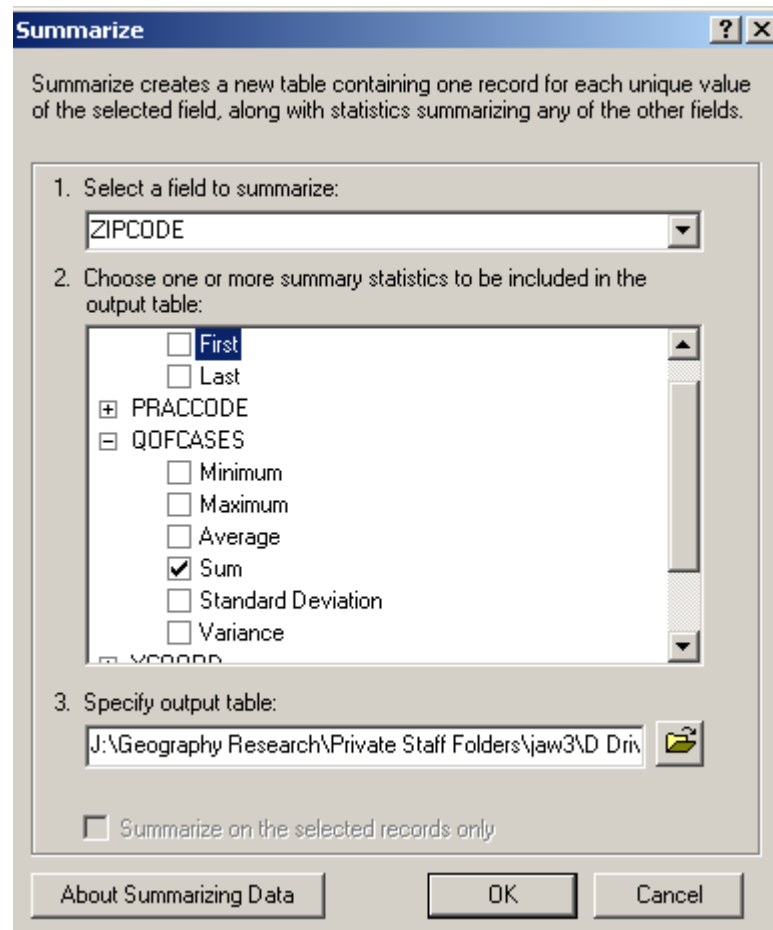 Summarize
Summarize creates a new table containing one record for each unique value
of the selected field, along with statistics summarizing any of the other fields.
1. Select a field to summarize:
ZIPCODE
2. Choose one or more summary statistics to be included in the
output table:
First
Last
PRACCODE
QOFCASES
Minimum
Maximum
Average
Sum
Standard Deviation
Variance
3. Specify output table:
J:\Geography Research\Private Staff Folders\jaw3\D Driv
Summarize on the selected records only
About Summarizing Data
OK
Cancel